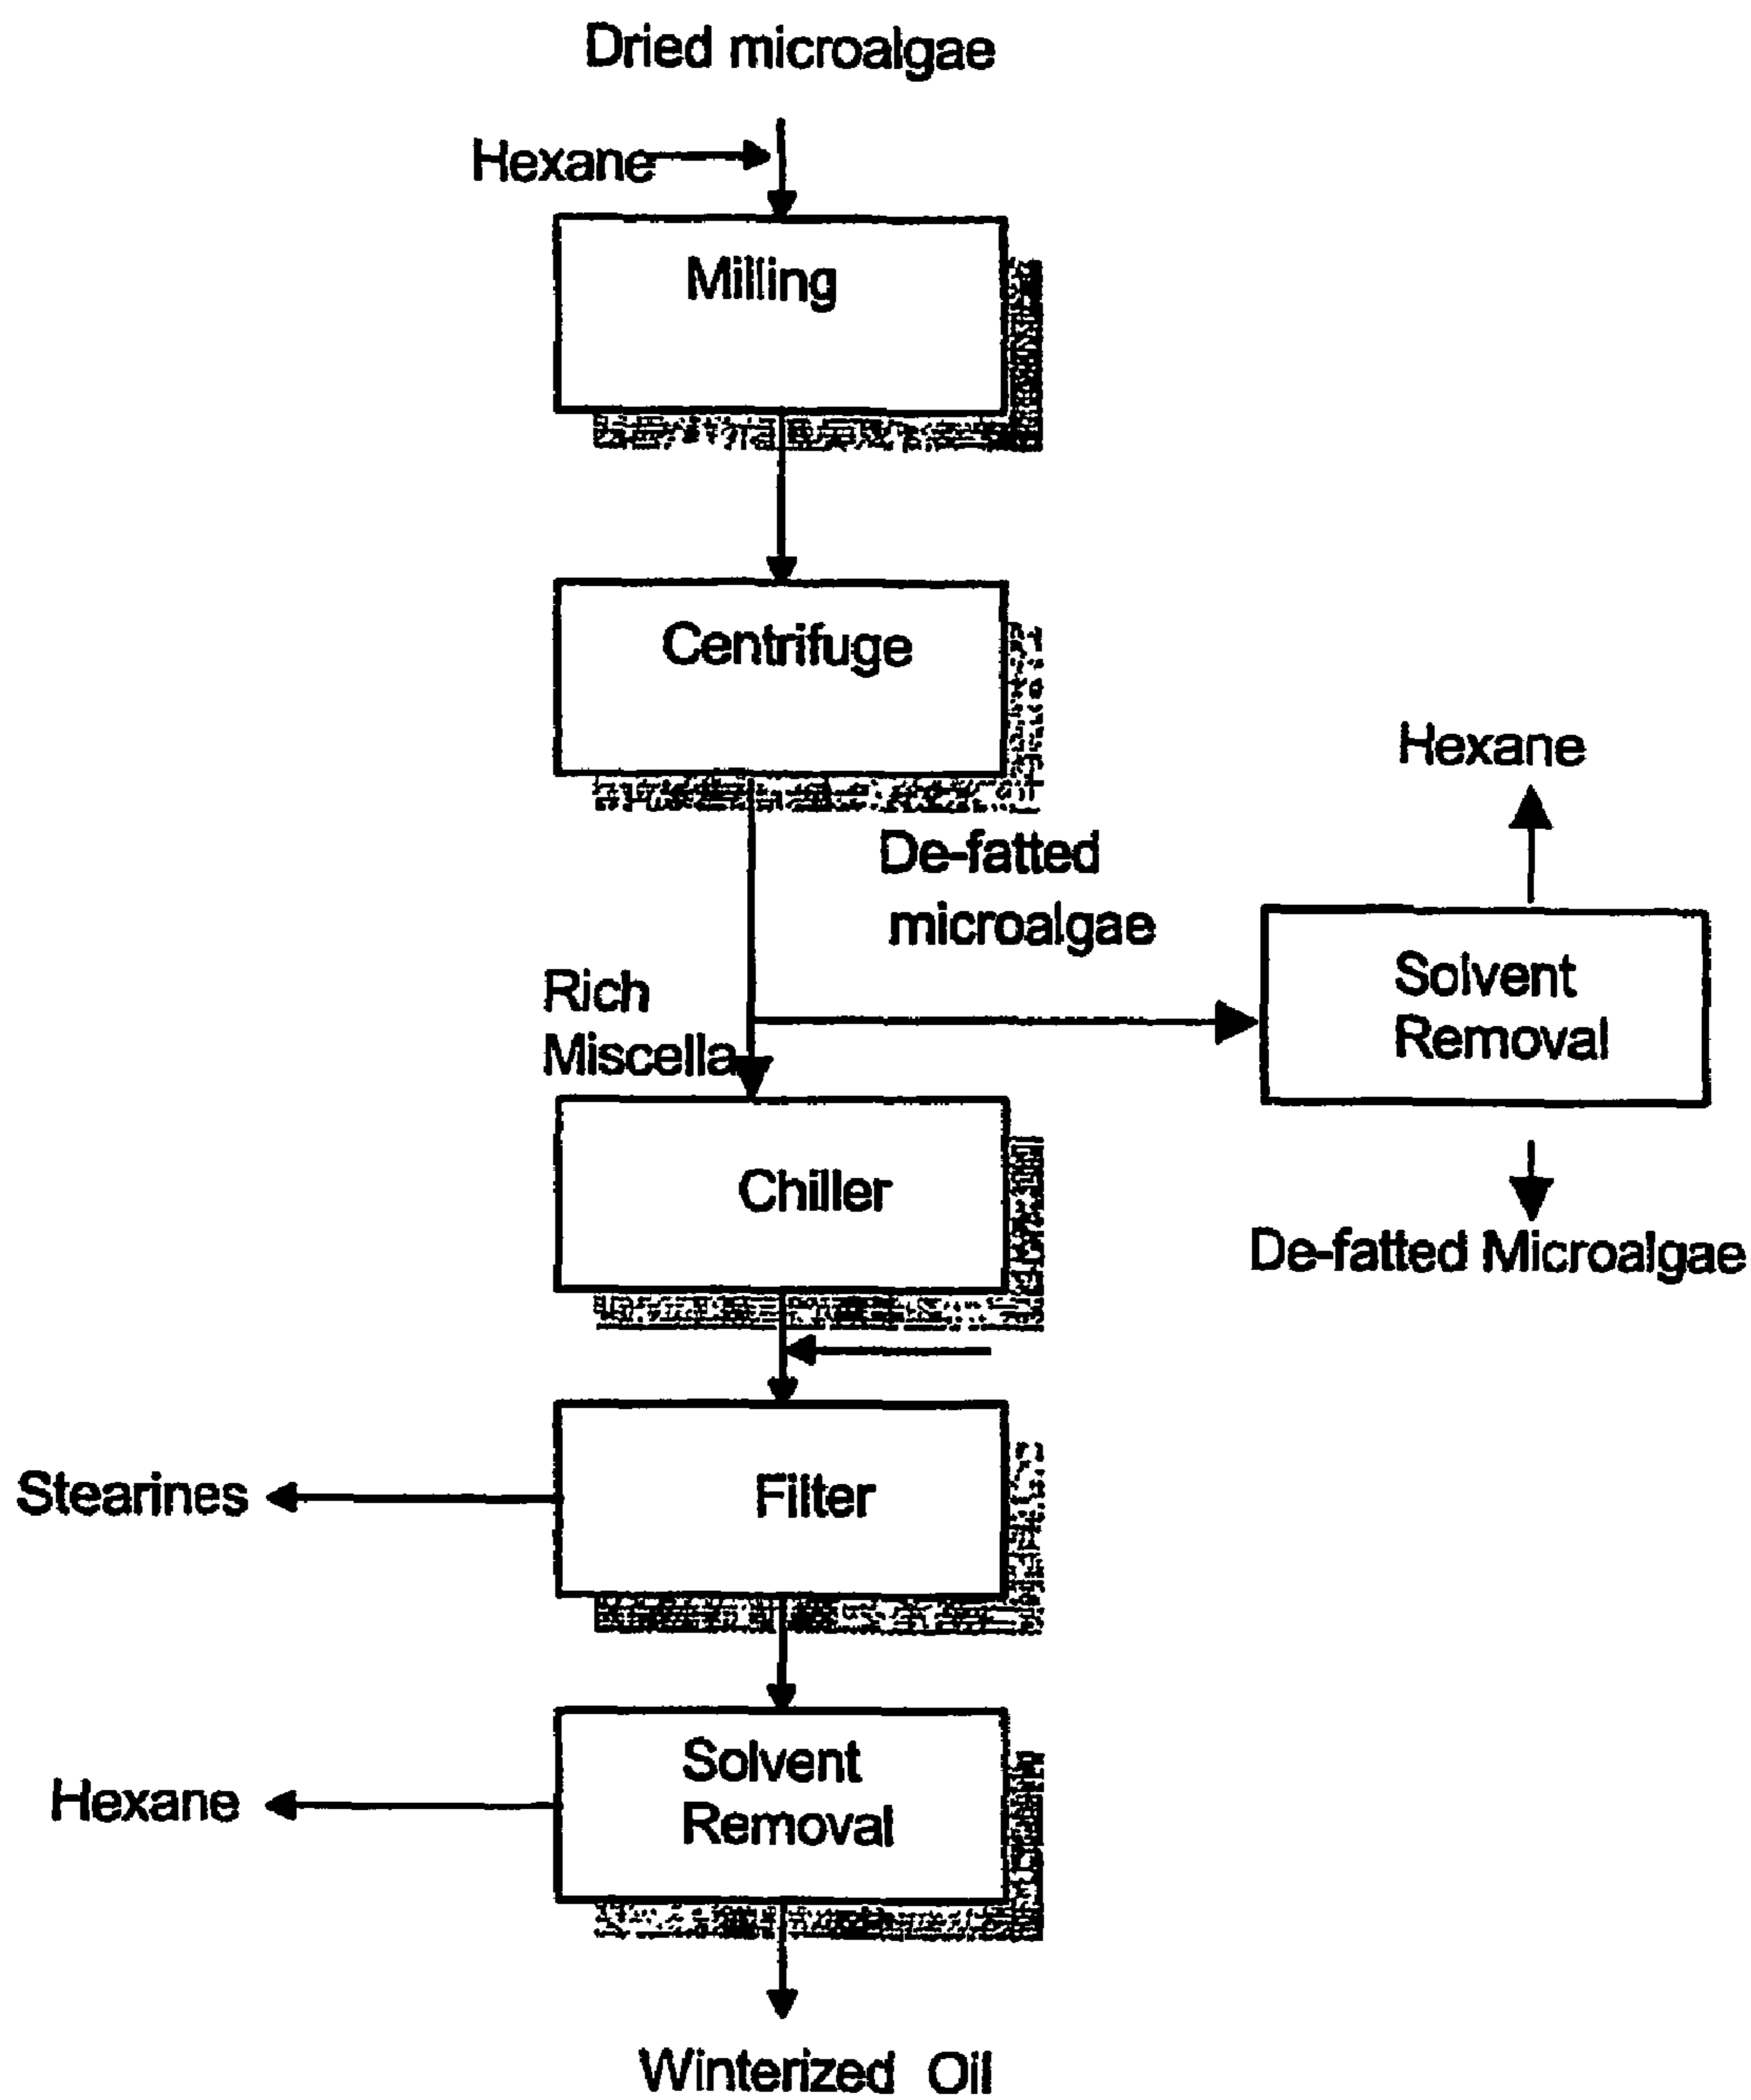 Dried microalgae
Hexane
Milling
Centrifuge
Hexane
De-fatted
microalgae
Solvent
Removal
Rich
Miscella
Chiller
De-fatted Microalgae
Stearines
Filter
Solvent
Removal
Hexane
Winterized Oil